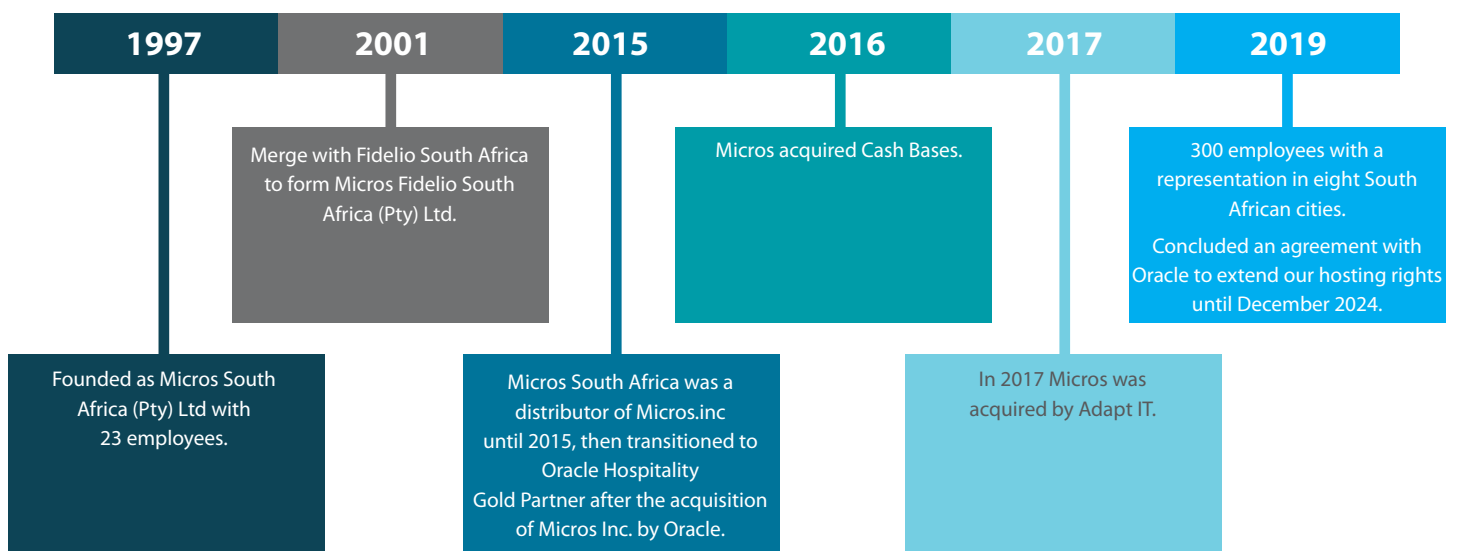 1997
2001
2015
2016
2017
2019
Merge with Fidelio South Africa
to form Micros Fidelio South
Africa (Pty) Ltd.
Micros acquired Cash Bases.
300 employees with a
representation in eight South
African cities.
Concluded an agreement with
Oracle to extend our hosting rights
until December 2024.
Founded as Micros South
Africa (Pty) Ltd with
23 employees.
Micros South Africa was a
distributor of Micros.inc
until 2015, then transitioned to
Oracle Hospitality
Gold Partner after the acquisition
of Micros Inc. by Oracle.
In 2017 Micros was
acquired by Adapt IT.